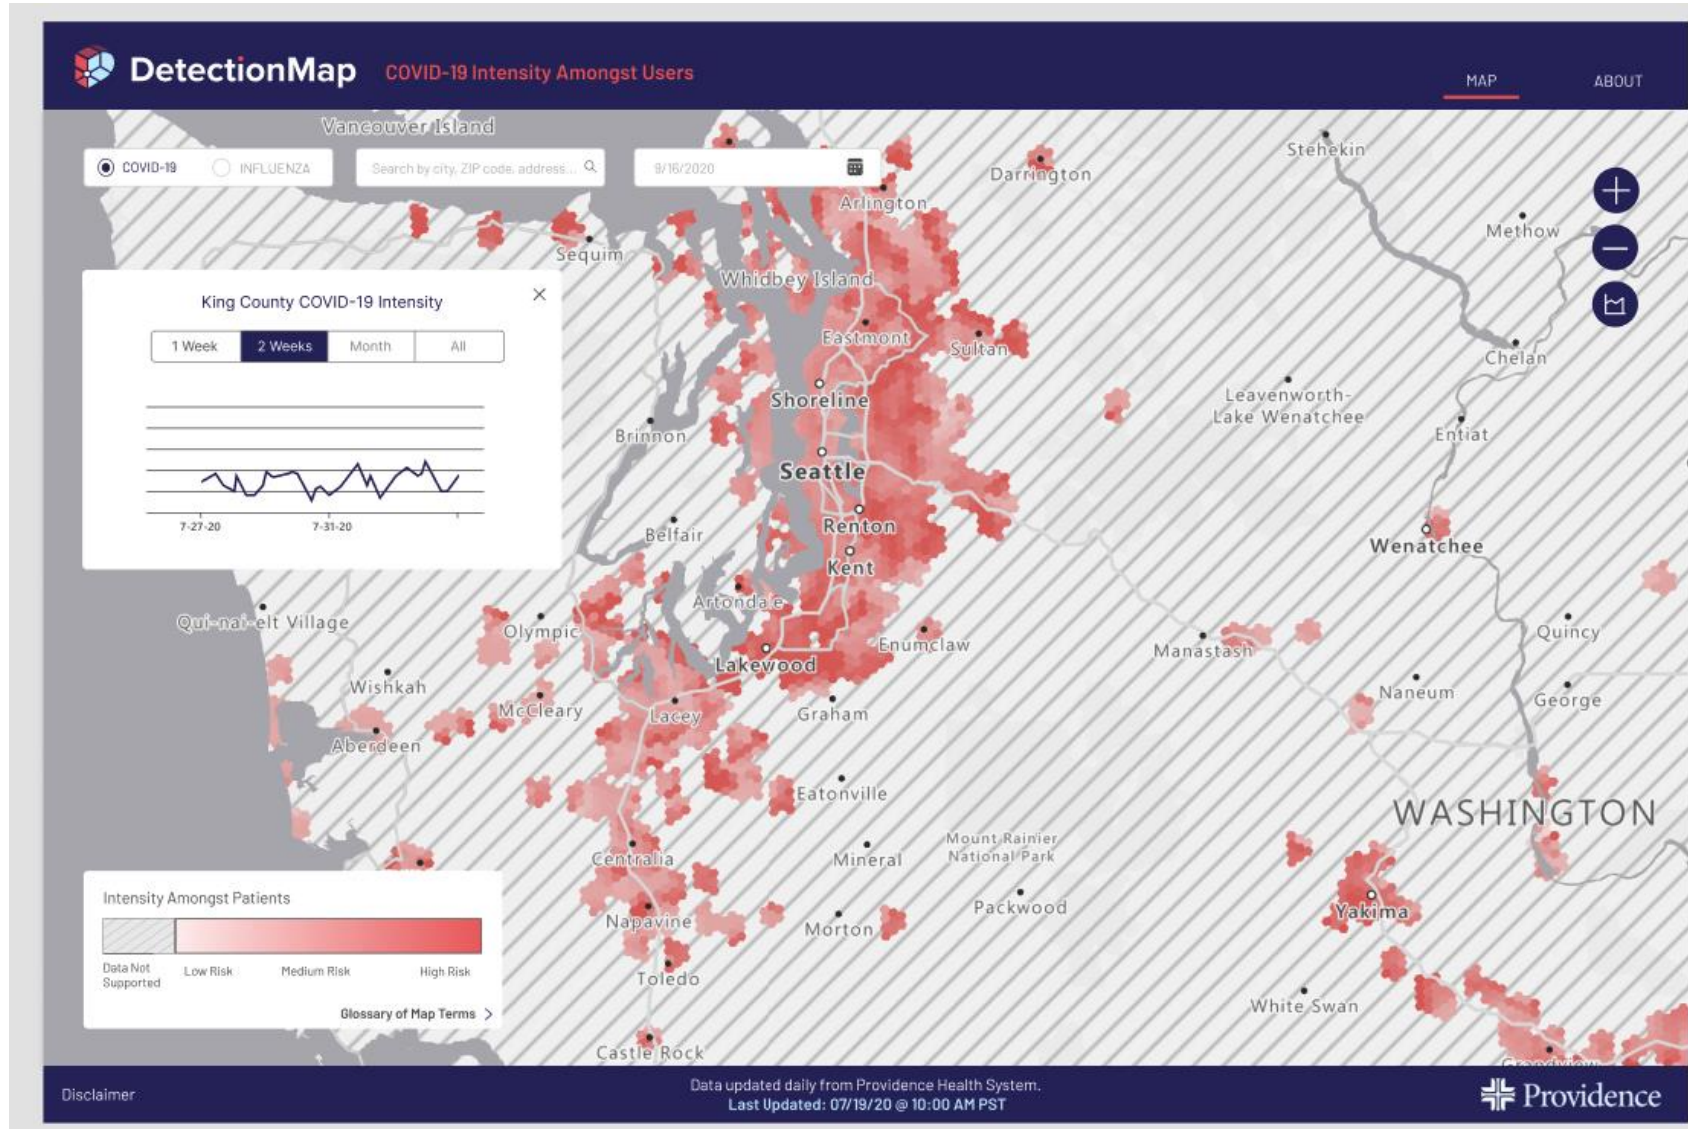 DetectionMap
COVID-19 Intensity Amongst Users
MAP
ABOUT
Vancouver Island
COVID-19
INFLUENZA
Search by city, ZIP code, address...
9/16/2020
Stehekin
Darrington
Arlington
Methow
Sequim
Whidbey Island
King County COVID-19 Intensity
1 Week
2 Weeks
Month
All
7-27-20
7-31-20
Eastmont
Sultan
Chelan
Shoreline
Leavenworth-
Lake Wenatchee
Brinnon
Entiat
Seattle
Renton
Belfair
Wenatchee
Kent
Artondale
Qui-nai-elt Village
Olympic
Enumclaw
Quincy
Manastash
Lakewood
Wishkah
Naneum
George
McCleary
Lacey
Graham
Aberdeen
Eatonville
WASHINGTON
Mount Rainier
National Park
Centralia
Mineral
Packwood
Yakima
Napavine
Morton
Intensity Amongst Patients
Data Not
Supported
Low Risk
Medium Risk
High Risk
Glossary of Map Terms
Toledo
White Swan
Castle Rock
Grandview
Disclaimer
Data updated daily from Providence Health System.
Last Updated: 07/19/20 @ 10:00 AM PST
Providence